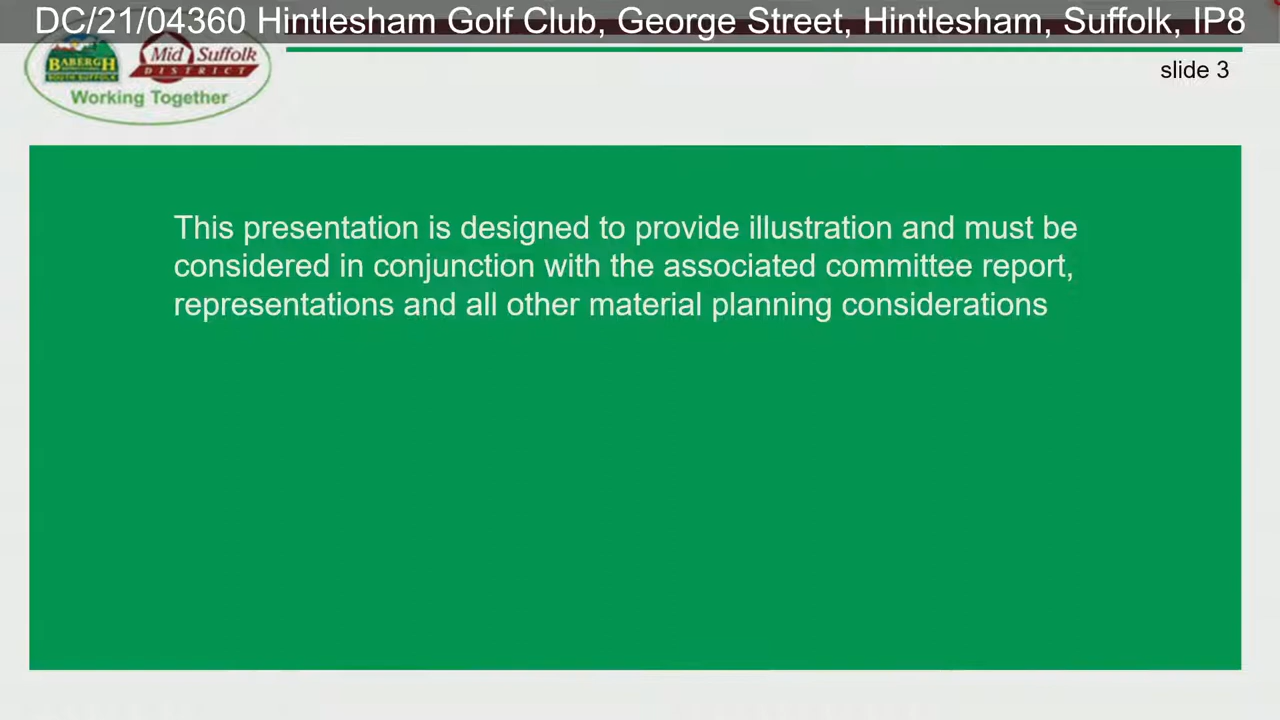 DC/21/04360 Hintlesham Golf Club, George Street, Hintlesham, Suffolk, IP8
BABERGH
SOUTH SUFFOLK
Mid Suffolk
DISTRICT
Working Together
slide 3
This presentation is designed to provide illustration and must be
considered in conjunction with the associated committee report,
representations and all other material planning considerations